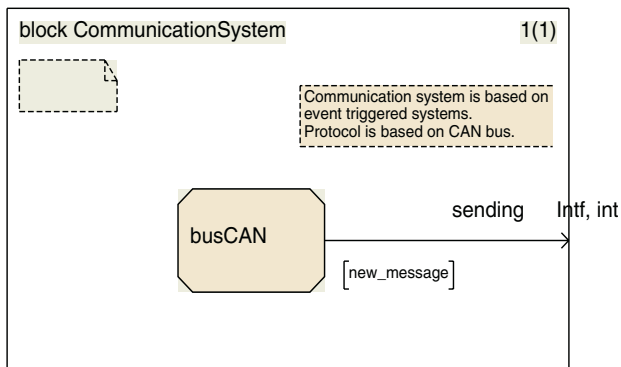 block CommunicationSystem 1(1)
Communication system is based on
event triggered systems.
Protocol is based on CAN bus.
sending Intf, int
busCAN
[new_message]